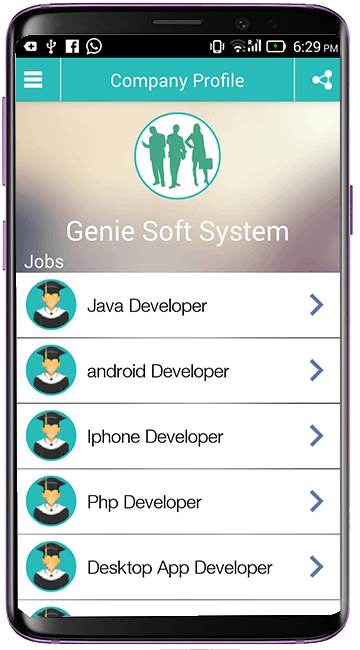 6:29 PM
Company Profile
Genie Soft System
Jobs
Java Developer
android Developer
Iphone Developer
Php Developer
Desktop App Developer